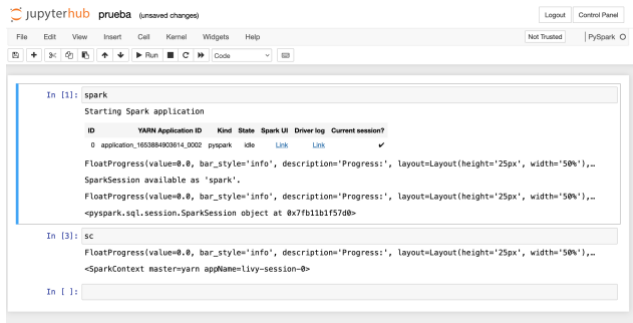 jupyterhub prueba (unsaved changes) Logout Control Panel
File Edit View Insert Cell Kernel Widgets Help Not Trusted PySpark
Run Code
In [1]: spark
Starting Spark application
ID YARN Application ID Kind State Spark UI Driver log Current session?
0 application_1653884903614_0002 pyspark idle Link Link ✔
FloatProgress(value=0.0, bar_style='info', description='Progress:', layout=Layout(height='25px', width='50%'),…
SparkSession available as 'spark'.
FloatProgress(value=0.0, bar_style='info', description='Progress:', layout=Layout(height='25px', width='50%'),…
<pyspark.sql.session.SparkSession object at 0x7fb11b1f57d0>
In [3]: sc
FloatProgress(value=0.0, bar_style='info', description='Progress:', layout=Layout(height='25px', width='50%'),…
<SparkContext master=yarn appName=livy-session-0>
In [ ]: